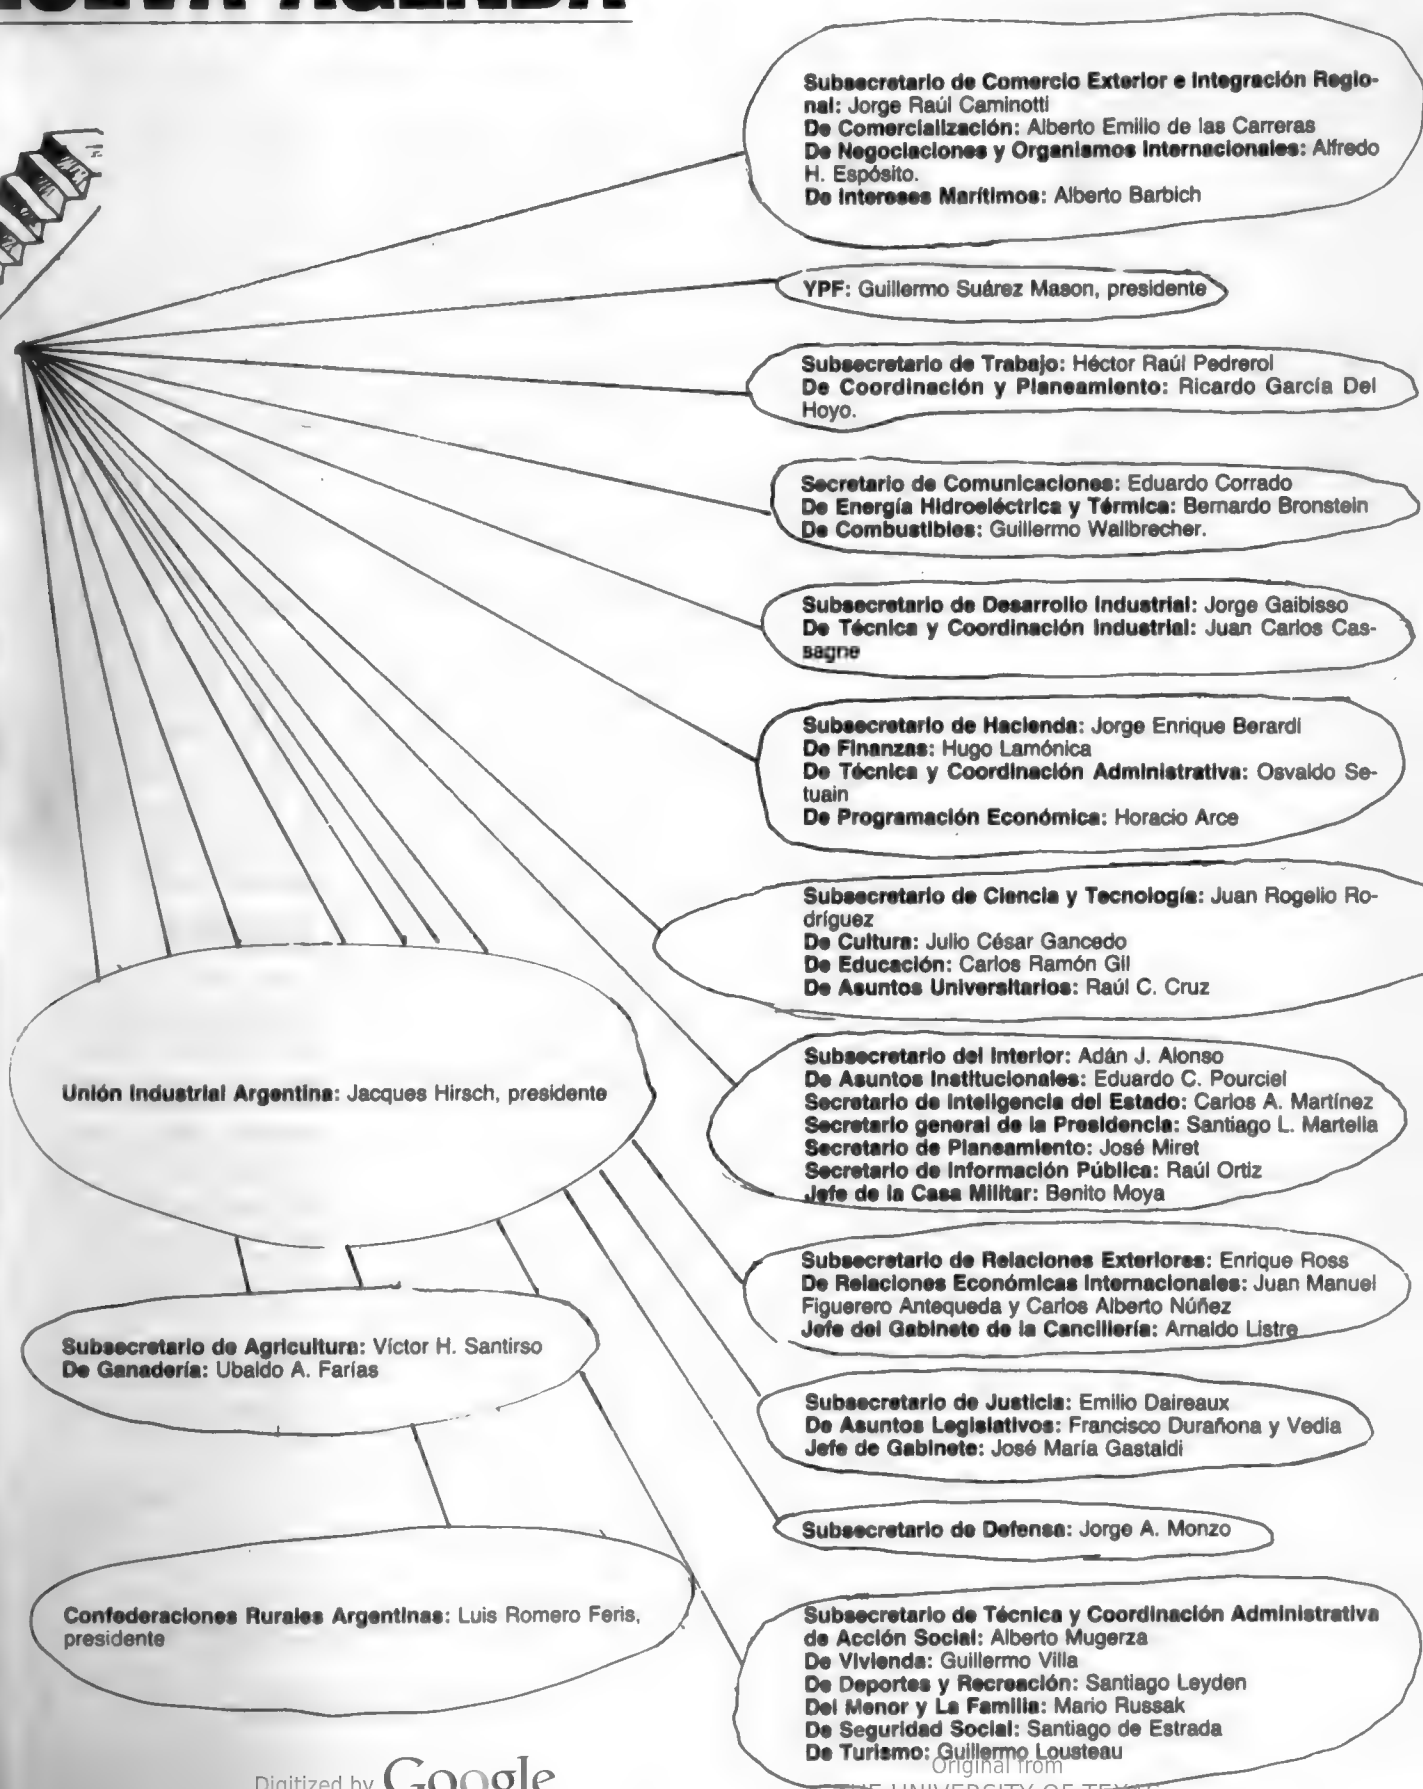 NUEVA AGENDA
Subsecretario de Comercio Exterior e Integración Regio-
nal: Jorge Raúl Caminotti
De Comercialización: Alberto Emilio de las Carreras
De Negociaciones y Organismos Internacionales: Alfredo
H. Espósito.
De Intereses Marítimos: Alberto Barbich
YPF: Guillermo Suárez Mason, presidente
Subsecretario de Trabajo: Héctor Raúl Pedrerol
De Coordinación y Planeamiento: Ricardo García Del
Hoyo.
Secretario de Comunicaciones: Eduardo Corrado
De Energía Hidroeléctrica y Térmica: Bernardo Bronstein
De Combustibles: Guillermo Wallbrecher.
Subsecretario de Desarrollo Industrial: Jorge Gaibisso
De Técnica y Coordinación Industrial: Juan Carlos Cas-
sagne
Subsecretario de Hacienda: Jorge Enrique Berardi
De Finanzas: Hugo Lamónica
De Técnica y Coordinación Administrativa: Osvaldo Se-
tuain
De Programación Económica: Horacio Arce
Subsecretario de Ciencia y Tecnología: Juan Rogelio Ro-
dríguez
De Cultura: Julio César Gancedo
De Educación: Carlos Ramón Gil
De Asuntos Universitarios: Raúl C. Cruz
Subsecretario del Interior: Adán J. Alonso
De Asuntos Institucionales: Eduardo C. Pourciel
Secretario de Inteligencia del Estado: Carlos A. Martínez
Secretario general de la Presidencia: Santiago L. Martella
Secretario de Planeamiento: José Miret
Secretario de Información Pública: Raúl Ortiz
Jefe de la Casa Militar: Benito Moya
Unión Industrial Argentina: Jacques Hirsch, presidente
Subsecretario de Relaciones Exteriores: Enrique Ross
De Relaciones Económicas Internacionales: Juan Manuel
Figuerero Antequeda y Carlos Alberto Núñez
Jefe del Gabinete de la Cancillería: Arnaldo Listre
Subsecretario de Agricultura: Víctor H. Santirso
De Ganadería: Ubaldo A. Farías
Subsecretario de Justicia: Emilio Daireaux
De Asuntos Legislativos: Francisco Durañona y Vedia
Jefe de Gabinete: José María Gastaldi
Subsecretario de Defensa: Jorge A. Monzo
Confederaciones Rurales Argentinas: Luis Romero Feris,
presidente
Subsecretario de Técnica y Coordinación Administrativa
de Acción Social: Alberto Mugerza
De Vivienda: Guillermo Villa
De Deportes y Recreación: Santiago Leyden
Del Menor y La Familia: Mario Russak
De Seguridad Social: Santiago de Estrada
De Turismo: Guillermo Lousteau
Digitized by Google
Original from
THE UNIVERSITY OF TEXAS